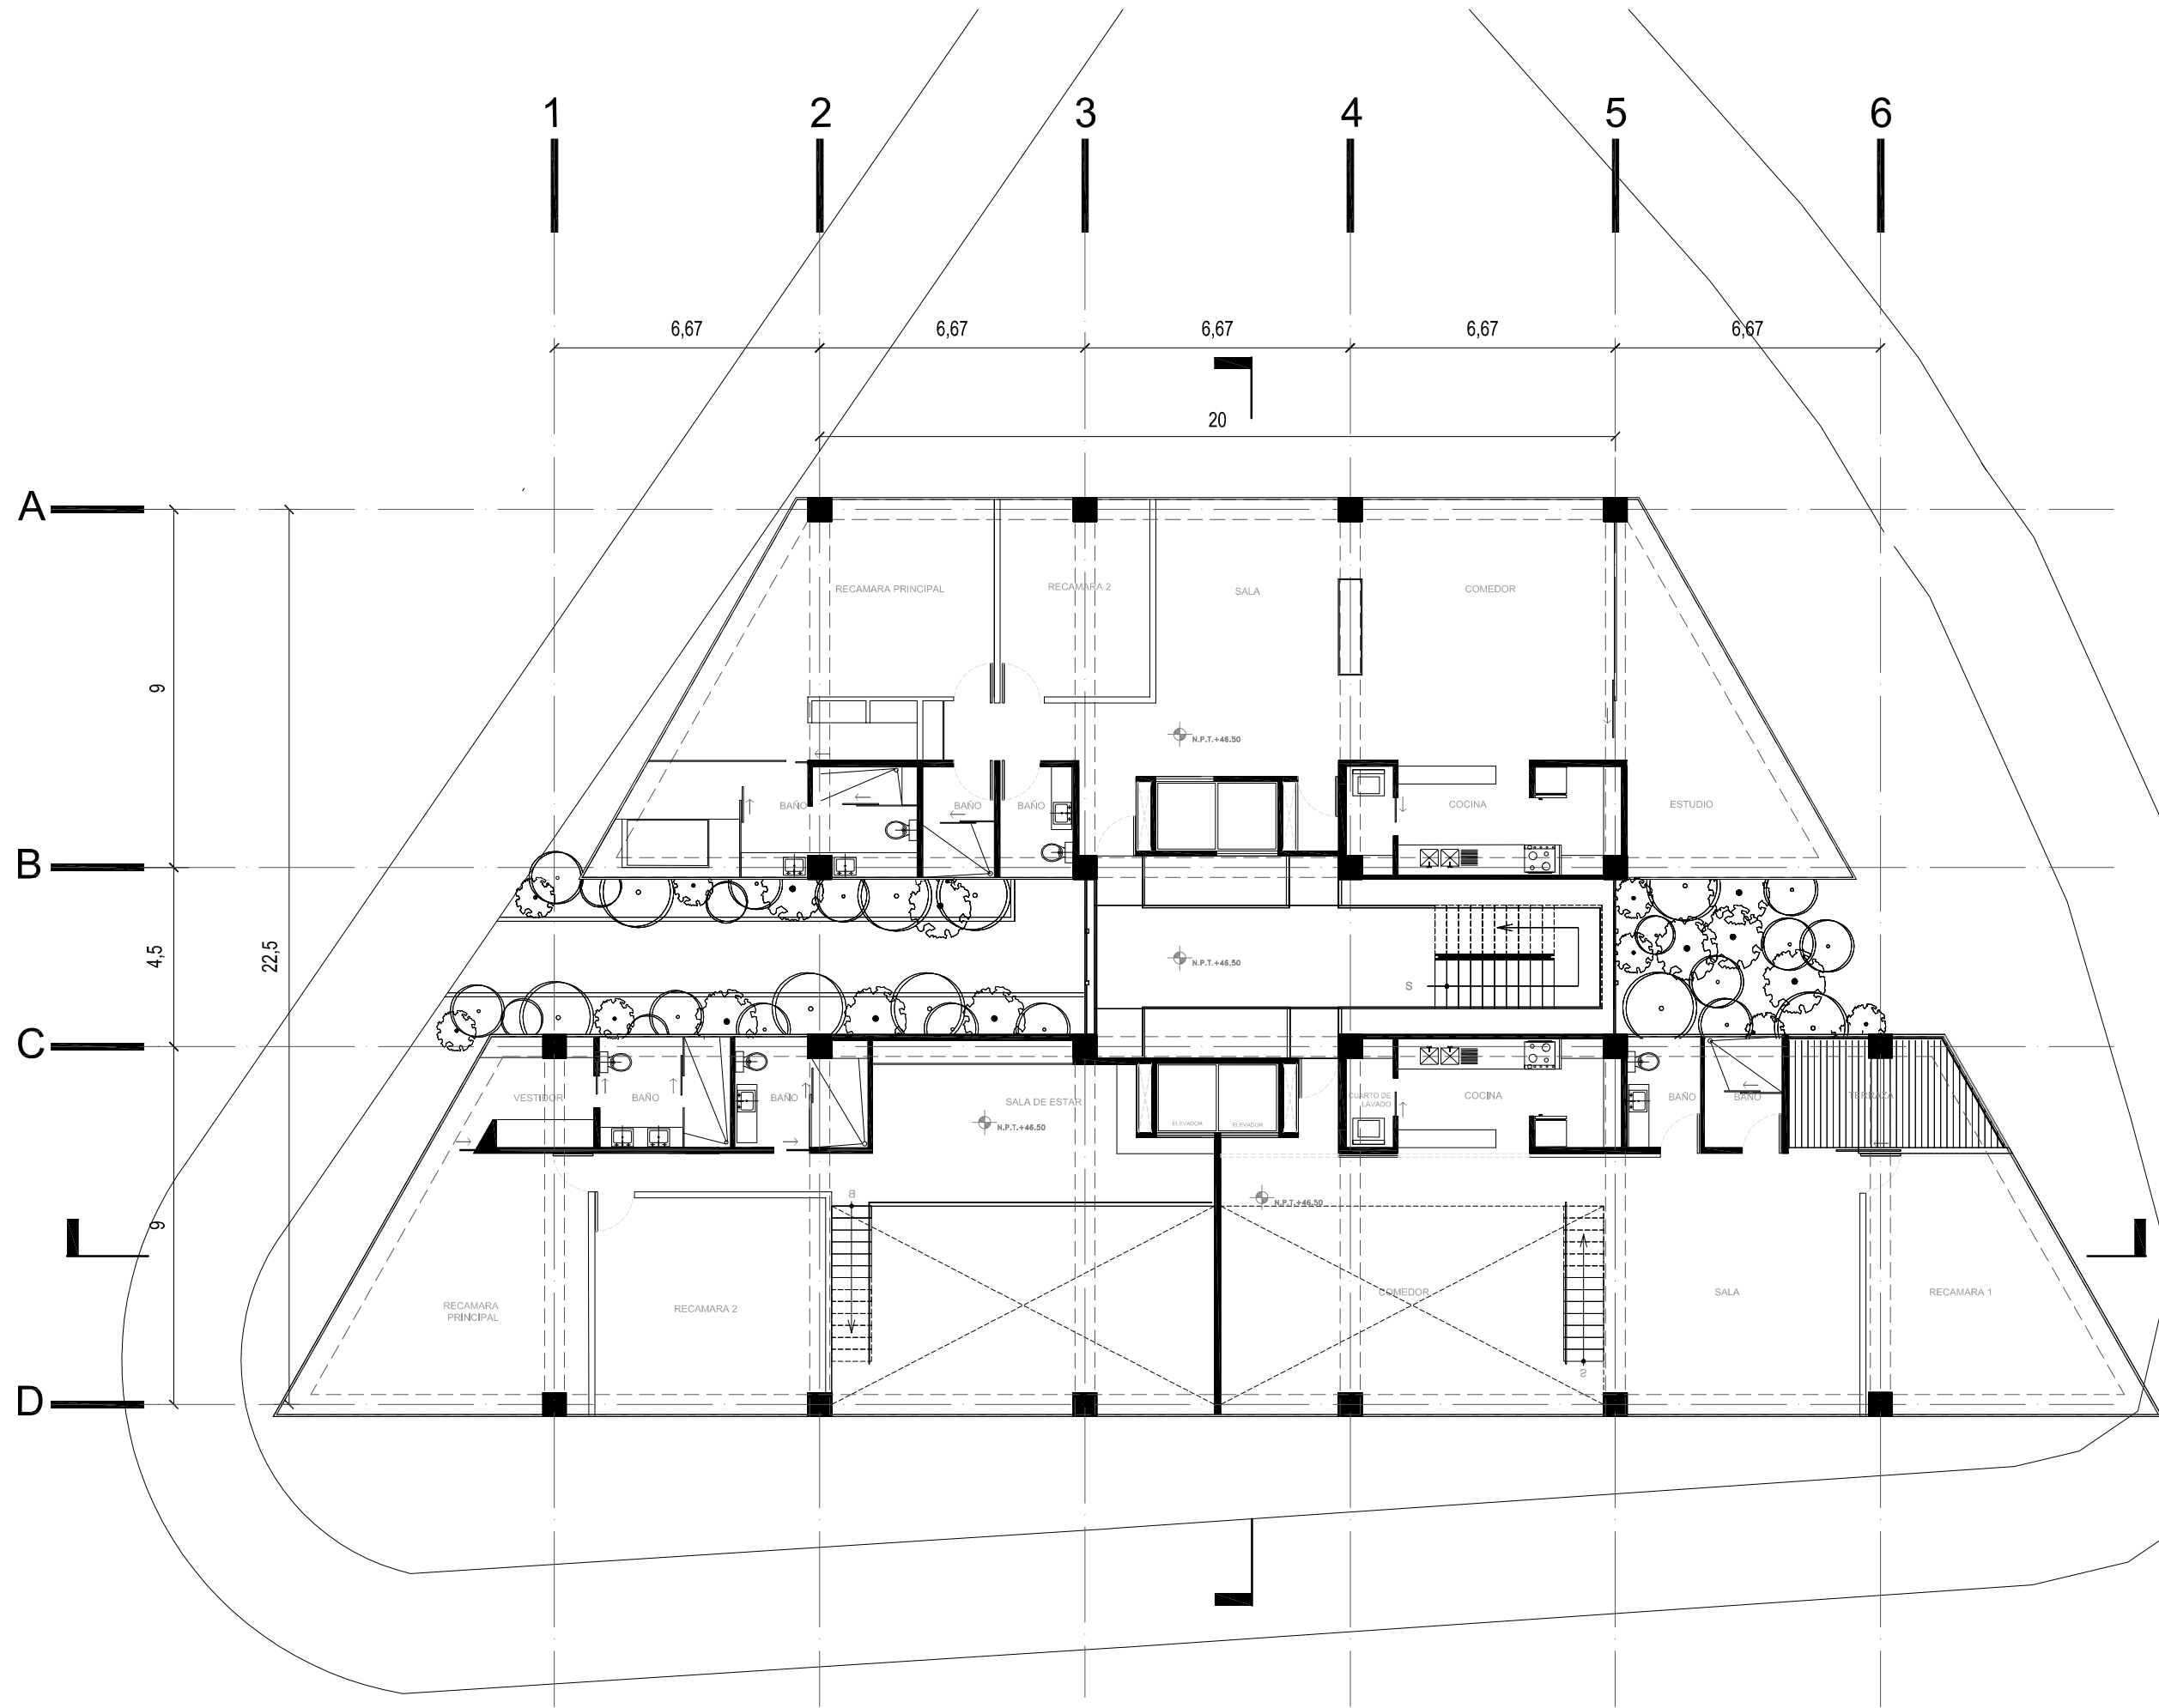 1 2 3 4 5 6
6,67 6,67 6,67 6,67 6,67
20
A
RECAMARA PRINCIPAL RECAMARA 2 SALA COMEDOR
9
N.P.T.+46.50
BAÑO BAÑO BAÑO COCINA ESTUDIO
B
4,5 22,5
N.P.T.+46.50
S
C
VESTIDOR BAÑO BAÑO SALA DE ESTAR CUARTO DE COCINA BAÑO BAÑO TERRAZA
LAVADO
N.P.T.+46.50 ELEVADOR ELEVADOR
B N.P.T.+46.50
9
RECAMARA RECAMARA 2 COMEDOR SALA RECAMARA 1
PRINCIPAL
S
D